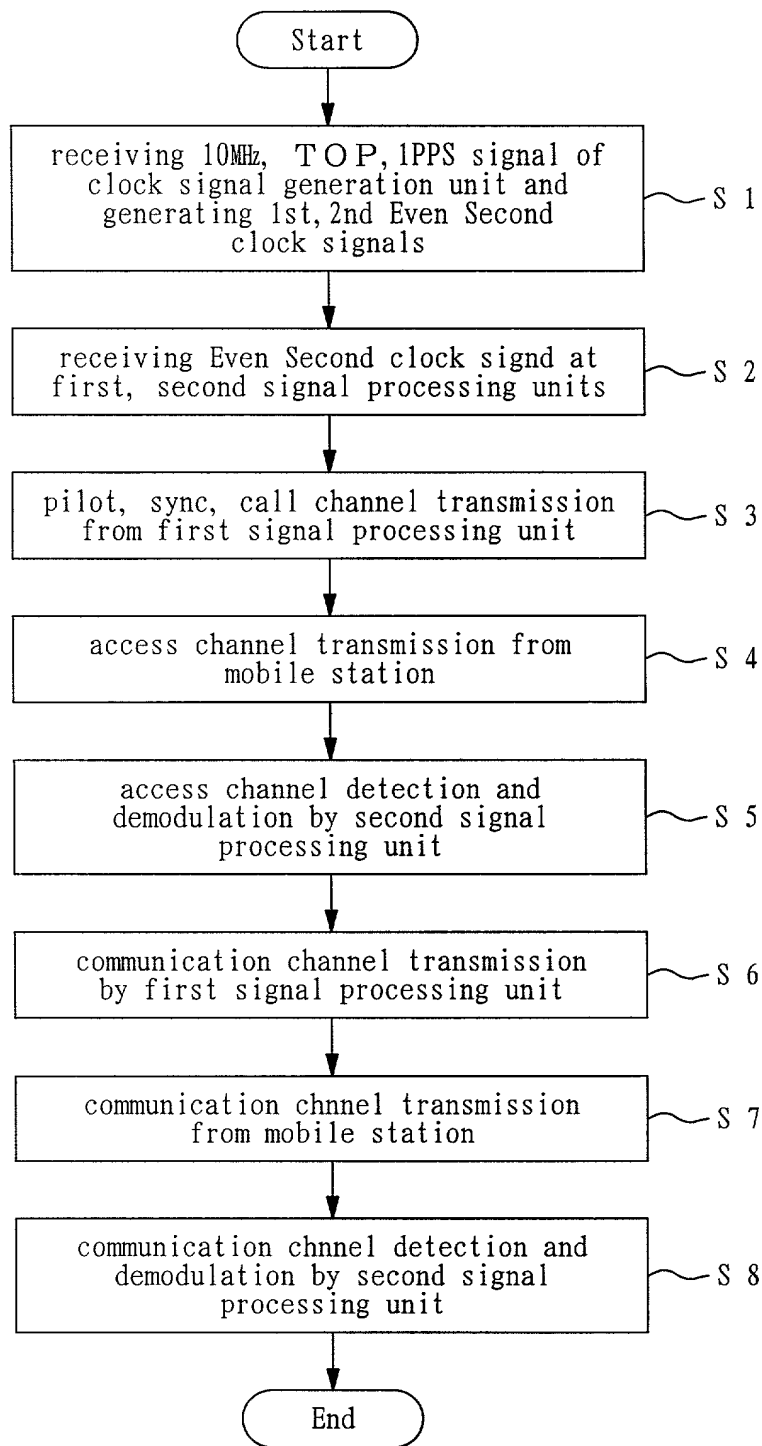 Start
receiving 10㎒, TOP, 1PPS signal of
clock signal generation unit and
generating 1st, 2nd Even Second
clock signals
S 1
receiving Even Second clock signd at
first, second signal processing units
S 2
pilot, sync, call channel transmission
from first signal processing unit
S 3
access channel transmission from
mobile station
S 4
access channel detection and
demodulation by second signal
processing unit
S 5
communication channel transmission
by first signal processing unit
S 6
communication chnnel transmission
from mobile station
S 7
communication chnnel detection and
demodulation by second signal
processing unit
S 8
End